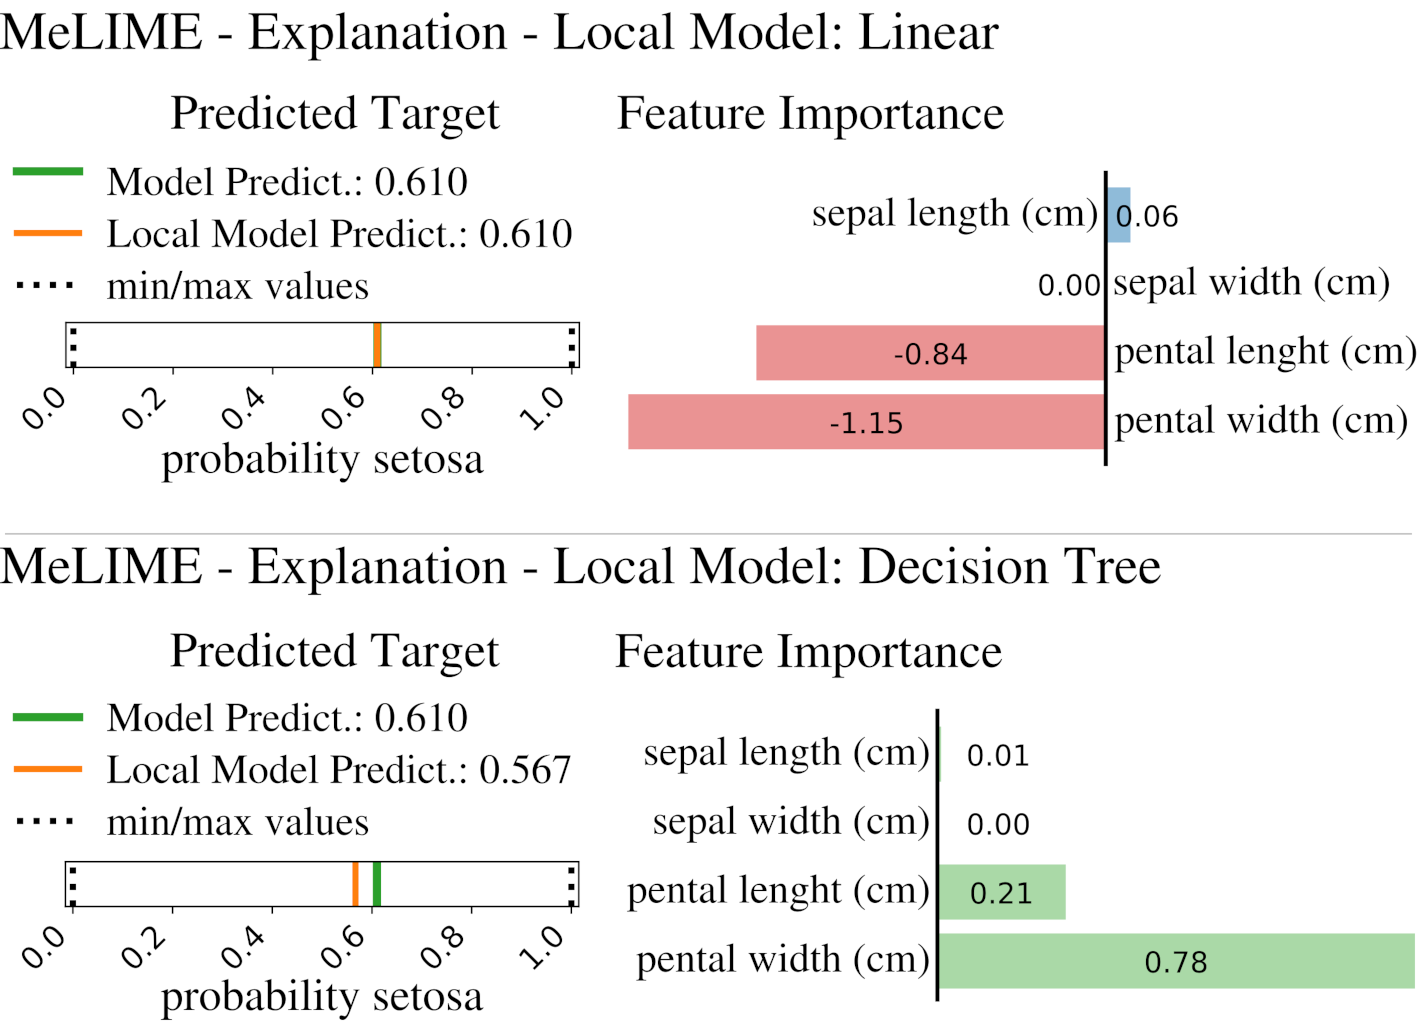 MeLIME - Explanation - Local Model: Linear
Predicted Target
Feature Importance
Model Predict.: 0.610
Local Model Predict.: 0.610
min/max values
0.0 0.2 0.4 0.6 0.8 1.0
probability setosa
sepal length (cm) 0.06
0.00 sepal width (cm)
-0.84 pental lenght (cm)
-1.15 pental width (cm)
MeLIME - Explanation - Local Model: Decision Tree
Predicted Target
Feature Importance
Model Predict.: 0.610
Local Model Predict.: 0.567
min/max values
0.0 0.2 0.4 0.6 0.8 1.0
probability setosa
sepal length (cm) 0.01
sepal width (cm) 0.00
pental lenght (cm) 0.21
pental width (cm) 0.78